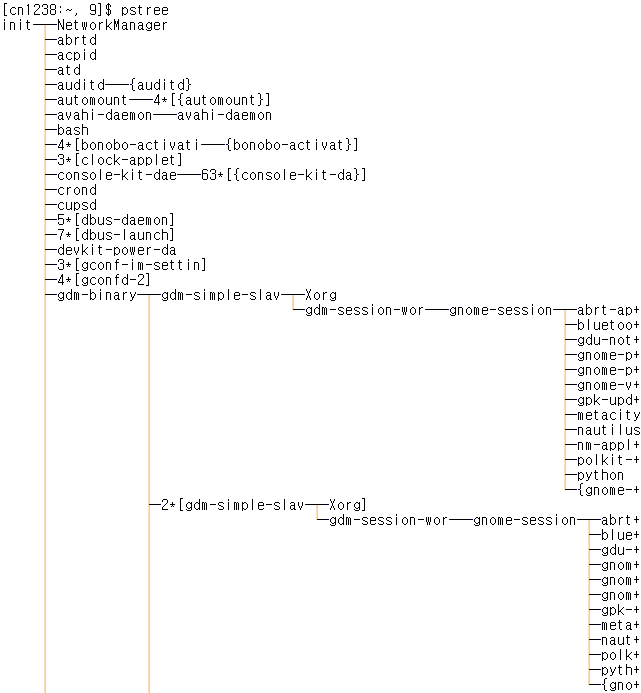 [cn1238:~, 9]$ pstree
init─┬─NetworkManager
     ├─abrtd
     ├─acpid
     ├─atd
     ├─auditd───{auditd}
     ├─automount───4*[{automount}]
     ├─avahi-daemon───avahi-daemon
     ├─bash
     ├─4*[bonobo-activati───{bonobo-activat}]
     ├─3*[clock-applet]
     ├─console-kit-dae───63*[{console-kit-da}]
     ├─crond
     ├─cupsd
     ├─5*[dbus-daemon]
     ├─7*[dbus-launch]
     ├─devkit-power-da
     ├─3*[gconf-im-settin]
     ├─4*[gconfd-2]
     ├─gdm-binary─┬─gdm-simple-slav─┬─Xorg
     │            │                 └─gdm-session-wor───gnome-session─┬─abrt-ap+
     │            │                                                   ├─bluetoo+
     │            │                                                   ├─gdu-not+
     │            │                                                   ├─gnome-p+
     │            │                                                   ├─gnome-p+
     │            │                                                   ├─gnome-v+
     │            │                                                   ├─gpk-upd+
     │            │                                                   ├─metacity
     │            │                                                   ├─nautilus
     │            │                                                   ├─nm-appl+
     │            │                                                   ├─polkit-+
     │            │                                                   ├─python
     │            │                                                   └─{gnome-+
     │            ├─2*[gdm-simple-slav─┬─Xorg]
     │            │                    └─gdm-session-wor───gnome-session─┬─abrt+
     │            │                                                      ├─blue+
     │            │                                                      ├─gdu-+
     │            │                                                      ├─gnom+
     │            │                                                      ├─gnom+
     │            │                                                      ├─gnom+
     │            │                                                      ├─gpk-+
     │            │                                                      ├─meta+
     │            │                                                      ├─naut+
     │            │                                                      ├─polk+
     │            │                                                      ├─pyth+
     │            │                                                      └─{gno+